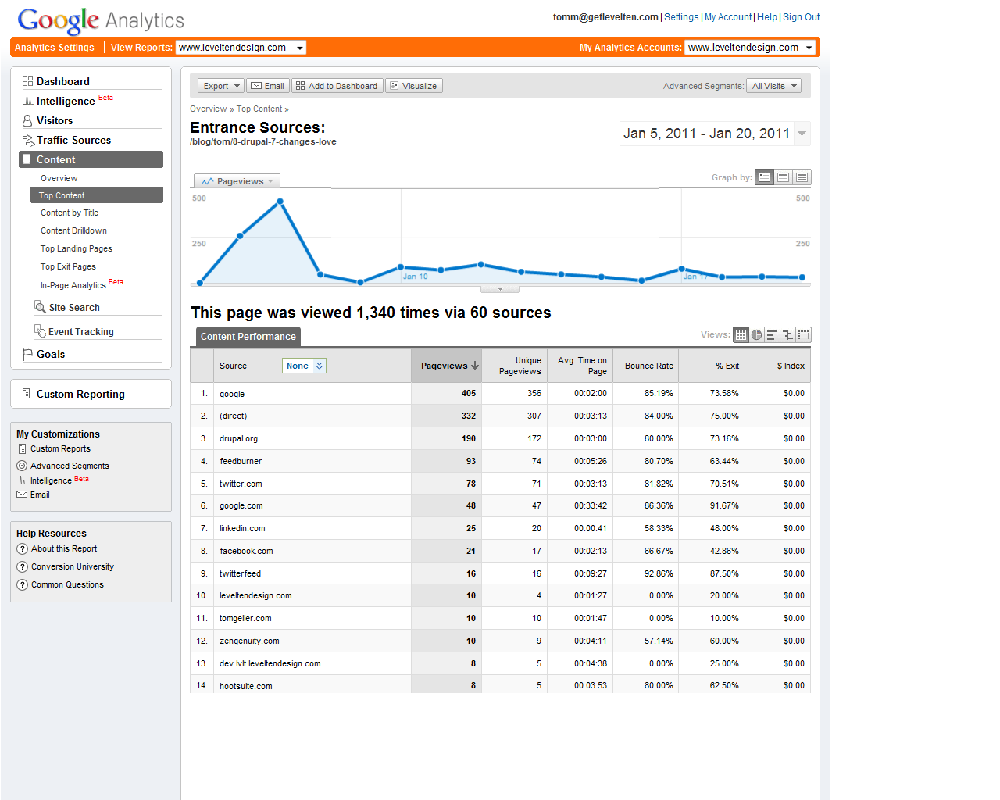 Google Analytics
tomm@getlevelten.com | Settings | My Account | Help | Sign Out
Analytics Settings | View Reports: www.leveltendesign.com
My Analytics Accounts: www.leveltendesign.com
Dashboard
Intelligence Beta
Visitors
Traffic Sources
Content
Overview
Top Content
Content by Title
Content Drilldown
Top Landing Pages
Top Exit Pages
In-Page Analytics Beta
Site Search
Event Tracking
Goals
Custom Reporting
My Customizations
Custom Reports
Advanced Segments
Intelligence Beta
Email
Help Resources
About this Report
Conversion University
Common Questions
Export Email Add to Dashboard Visualize
Advanced Segments: All Visits
Overview » Top Content »
Entrance Sources:
/blog/tom/8-drupal-7-changes-love
Jan 5, 2011 - Jan 20, 2011
Pageviews
Graph by:
500 500
250 250
Jan 10 Jan 17
This page was viewed 1,340 times via 60 sources
Content Performance
Views:
Source None Pageviews Unique Pageviews Avg. Time on Page Bounce Rate % Exit $ Index
1. google 405 356 00:02:00 85.19% 73.58% $0.00
2. (direct) 332 307 00:03:13 84.00% 75.00% $0.00
3. drupal.org 190 172 00:03:00 80.00% 73.16% $0.00
4. feedburner 93 74 00:05:26 80.70% 63.44% $0.00
5. twitter.com 78 71 00:03:13 81.82% 70.51% $0.00
6. google.com 48 47 00:33:42 86.36% 91.67% $0.00
7. linkedin.com 25 20 00:00:41 58.33% 48.00% $0.00
8. facebook.com 21 17 00:02:13 66.67% 42.86% $0.00
9. twitterfeed 16 16 00:09:27 92.86% 87.50% $0.00
10. leveltendesign.com 10 4 00:01:27 0.00% 20.00% $0.00
11. tomgeller.com 10 10 00:01:47 0.00% 10.00% $0.00
12. zengenuity.com 10 9 00:04:11 57.14% 60.00% $0.00
13. dev.lvlt.leveltendesign.com 8 5 00:04:38 0.00% 25.00% $0.00
14. hootsuite.com 8 5 00:03:53 80.00% 62.50% $0.00